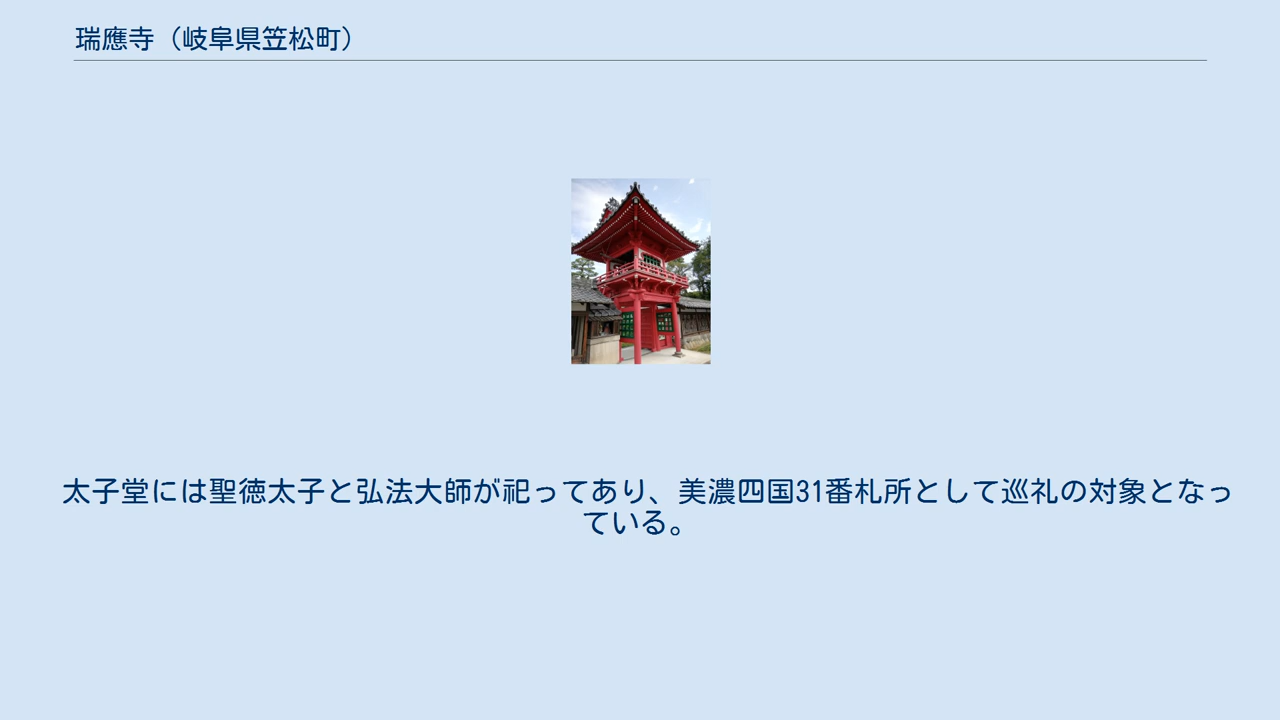 瑞應寺（岐阜県笠松町）
太子堂には聖徳太子と弘法大師が祀ってあり、美濃四国31番札所として巡礼の対象となっ
ている。